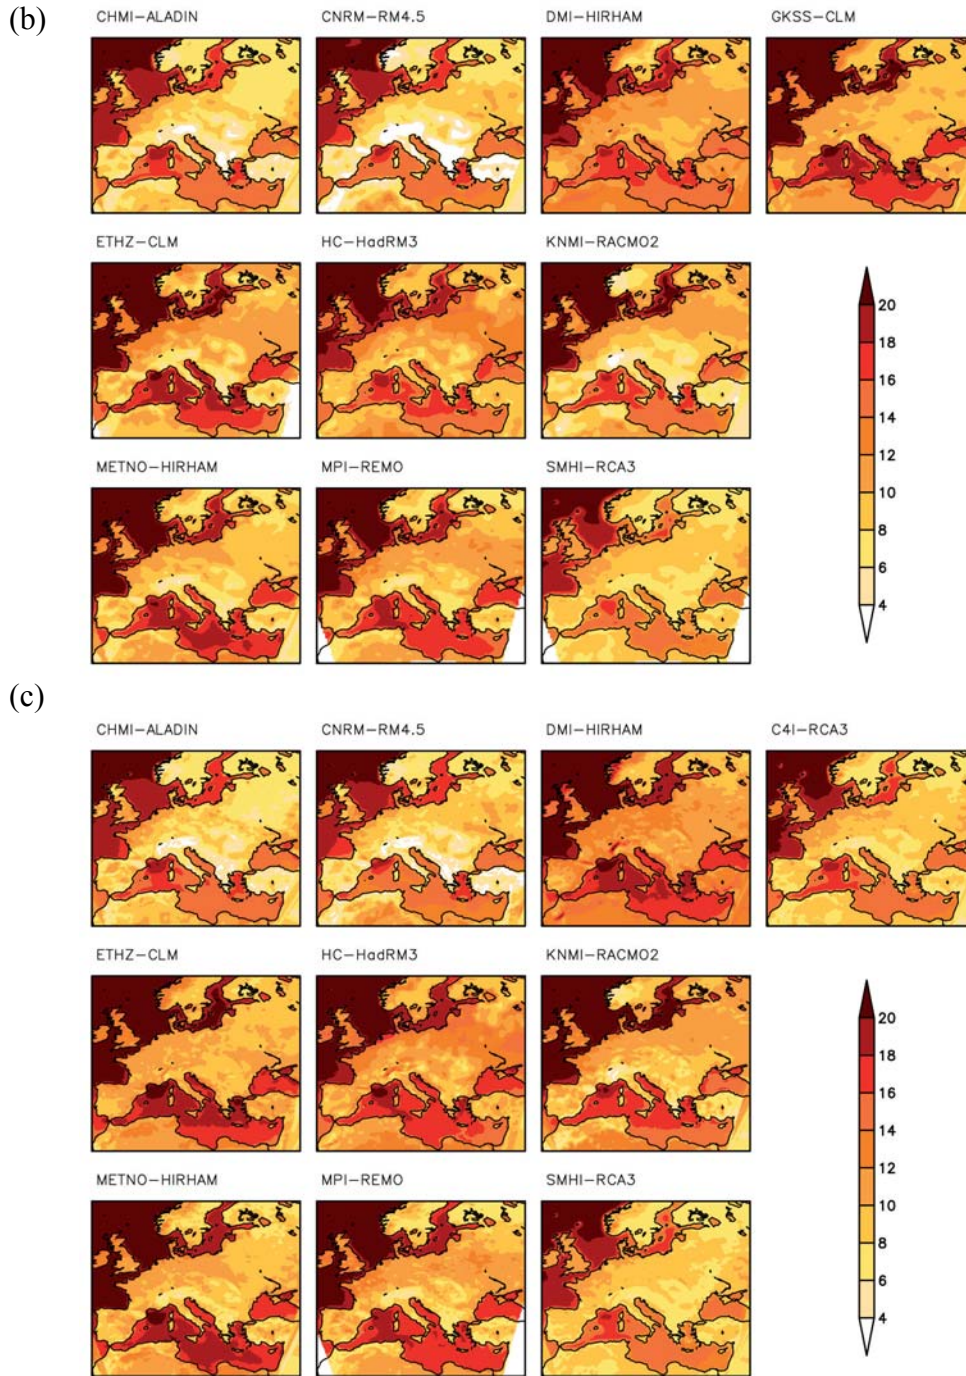 (b)
CHMI-ALADIN CNRM-RM4.5 DMI-HIRHAM GKSS-CLM
ETHZ-CLM HC-HadRM3 KNMI-RACMO2
METNO-HIRHAM MPI-REMO SMHI-RCA3
20
18
16
14
12
10
8
6
4
(c)
CHMI-ALADIN CNRM-RM4.5 DMI-HIRHAM C4I-RCA3
ETHZ-CLM HC-HadRM3 KNMI-RACMO2
METNO-HIRHAM MPI-REMO SMHI-RCA3
20
18
16
14
12
10
8
6
4